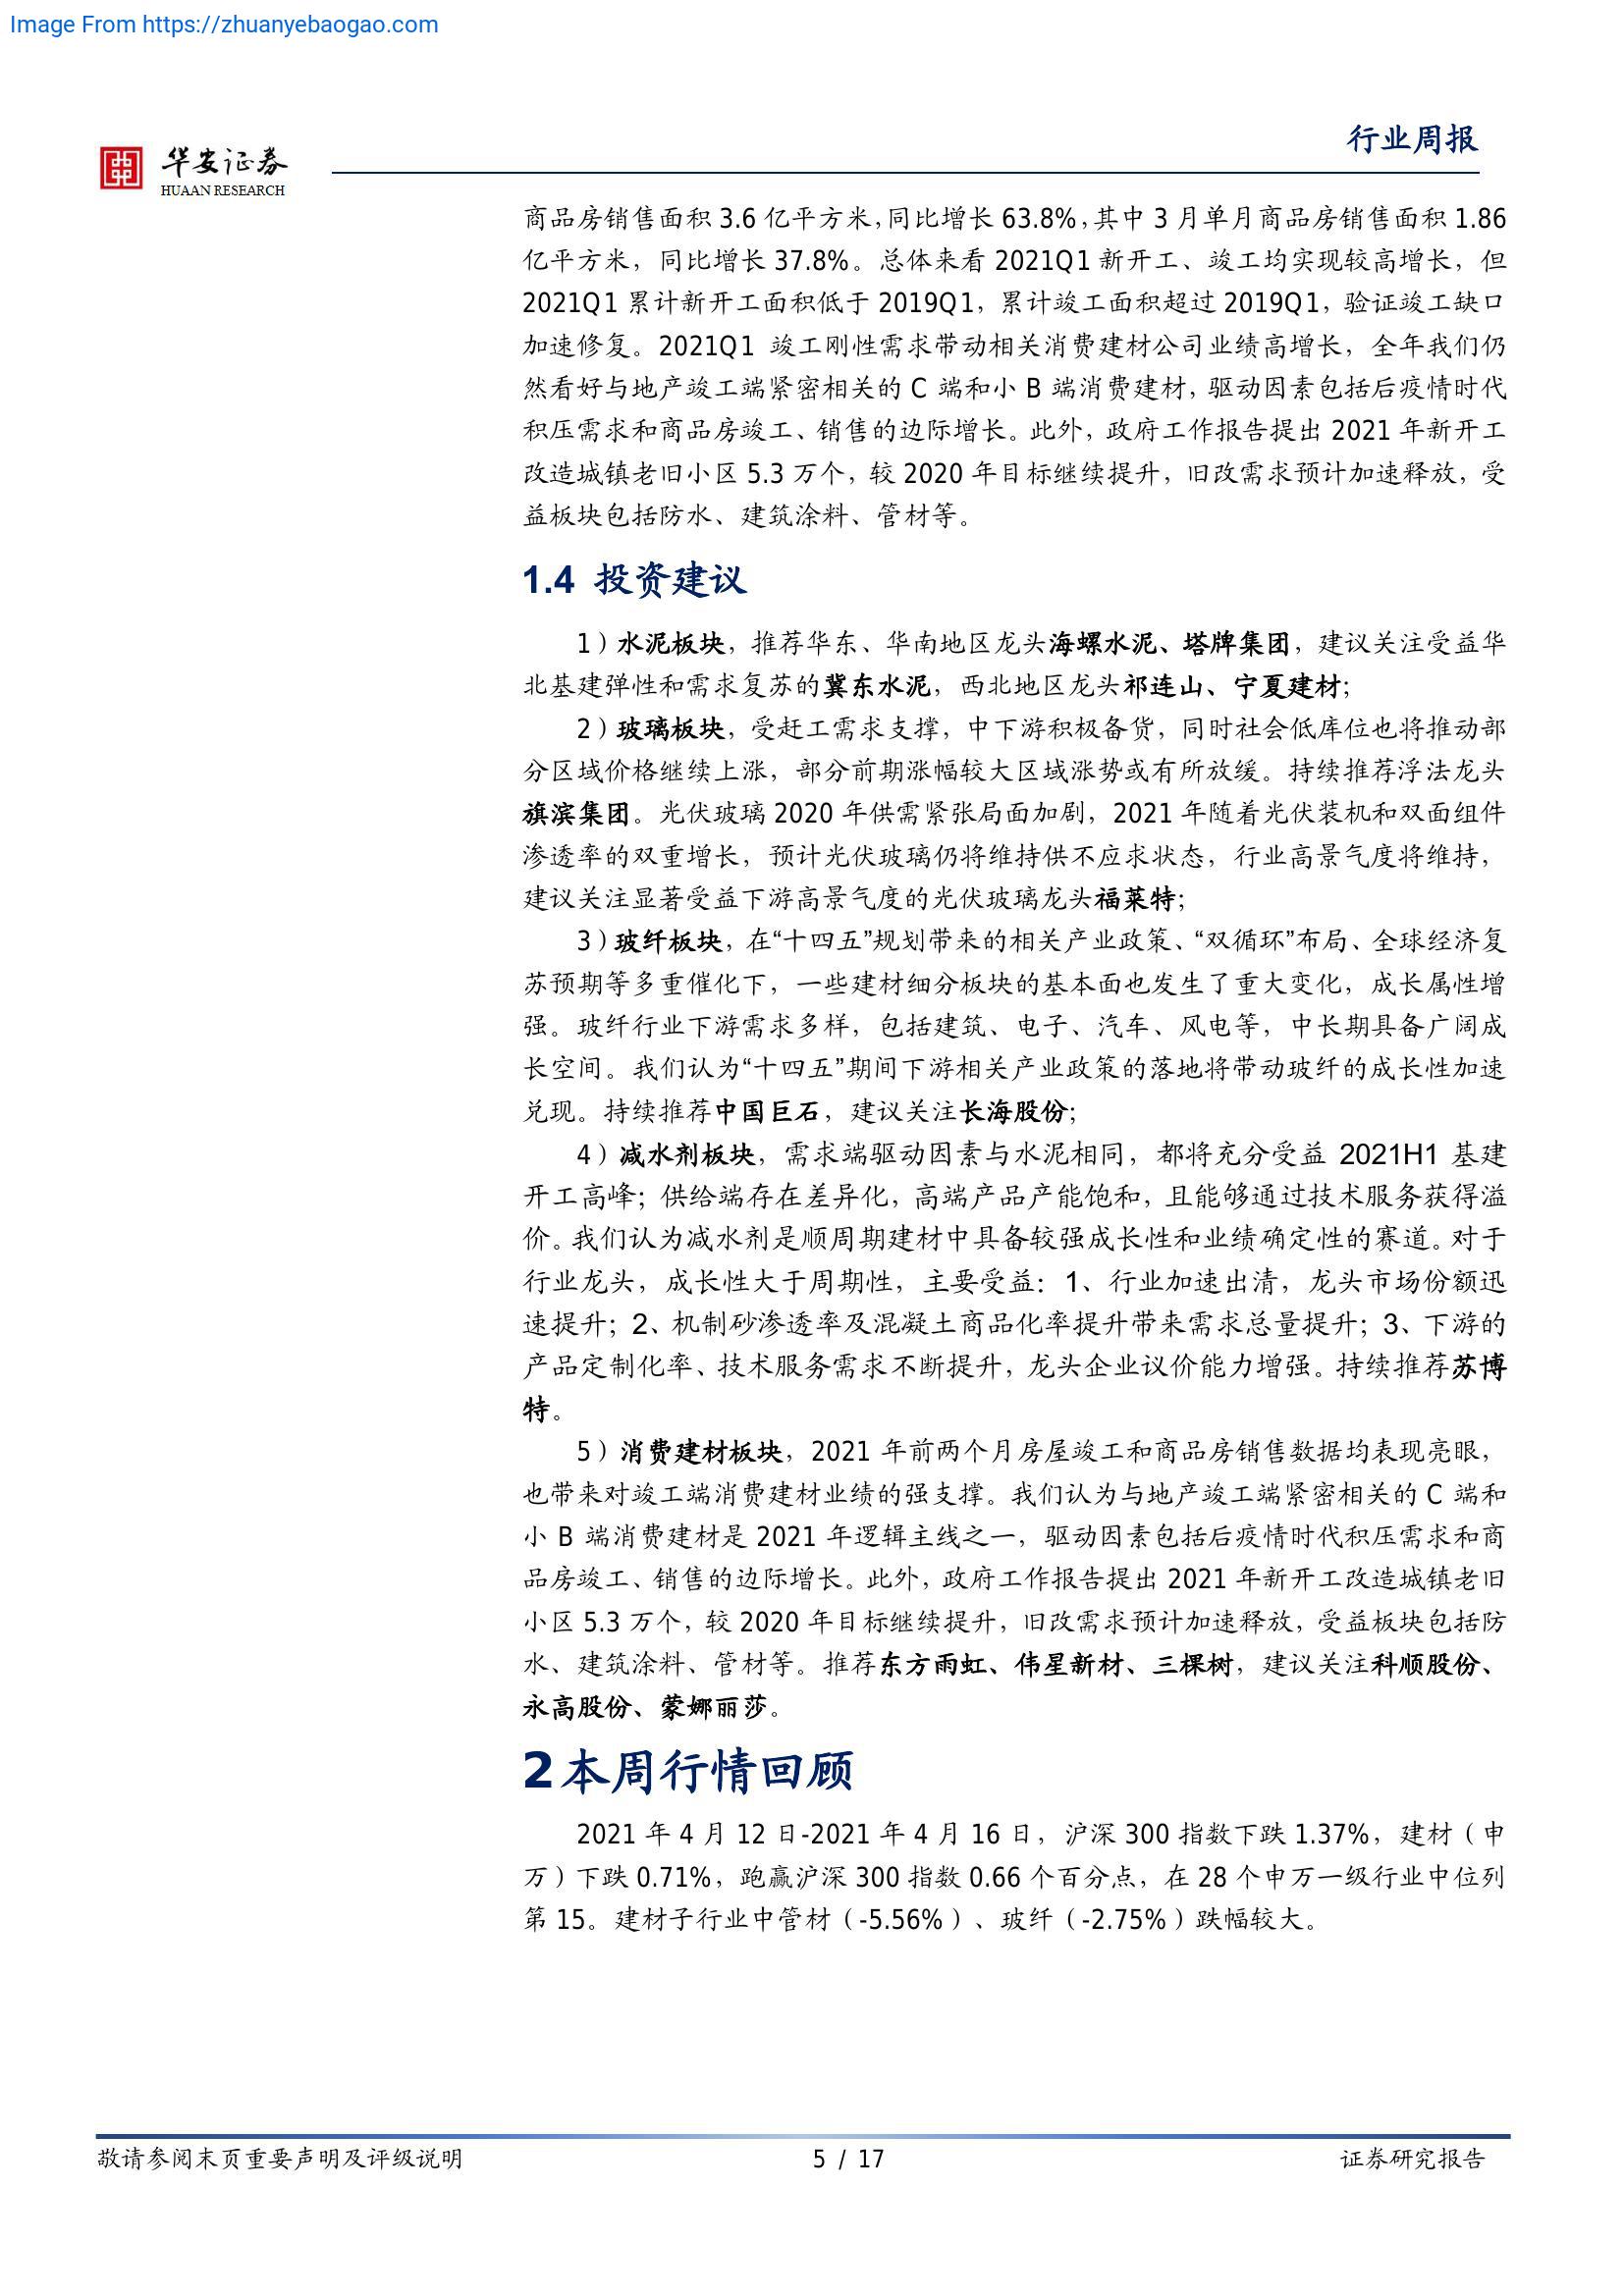 Image From https://zhuanyebaogao.com
行业周报
华安证券
HUAAN RESEARCH
商品房销售面积 3.6 亿平方米，同比增长 63.8%，其中 3 月单月商品房销售面积 1.86
亿平方米，同比增长 37.8%。总体来看 2021Q1 新开工、竣工均实现较高增长，但
2021Q1 累计新开工面积低于 2019Q1，累计竣工面积超过 2019Q1，验证竣工缺口
加速修复。2021Q1 竣工刚性需求带动相关消费建材公司业绩高增长，全年我们仍
然看好与地产竣工端紧密相关的 C 端和小 B 端消费建材，驱动因素包括后疫情时代
积压需求和商品房竣工、销售的边际增长。此外，政府工作报告提出 2021 年新开工
改造城镇老旧小区 5.3 万个，较 2020 年目标继续提升，旧改需求预计加速释放，受
益板块包括防水、建筑涂料、管材等。
1.4 投资建议
1）水泥板块，推荐华东、华南地区龙头海螺水泥、塔牌集团，建议关注受益华
北基建弹性和需求复苏的冀东水泥，西北地区龙头祁连山、宁夏建材；
2）玻璃板块，受赶工需求支撑，中下游积极备货，同时社会低库位也将推动部
分区域价格继续上涨，部分前期涨幅较大区域涨势或有所放缓。持续推荐浮法龙头
旗滨集团。光伏玻璃 2020 年供需紧张局面加剧，2021 年随着光伏装机和双面组件
渗透率的双重增长，预计光伏玻璃仍将维持供不应求状态，行业高景气度将维持，
建议关注显著受益下游高景气度的光伏玻璃龙头福莱特；
3）玻纤板块，在“十四五”规划带来的相关产业政策、“双循环”布局、全球经济复
苏预期等多重催化下，一些建材细分板块的基本面也发生了重大变化，成长属性增
强。玻纤行业下游需求多样，包括建筑、电子、汽车、风电等，中长期具备广阔成
长空间。我们认为“十四五”期间下游相关产业政策的落地将带动玻纤的成长性加速
兑现。持续推荐中国巨石，建议关注长海股份；
4）减水剂板块，需求端驱动因素与水泥相同，都将充分受益 2021H1 基建
开工高峰；供给端存在差异化，高端产品产能饱和，且能够通过技术服务获得溢
价。我们认为减水剂是顺周期建材中具备较强成长性和业绩确定性的赛道。对于
行业龙头，成长性大于周期性，主要受益：1、行业加速出清，龙头市场份额迅
速提升；2、机制砂渗透率及混凝土商品化率提升带来需求总量提升；3、下游的
产品定制化率、技术服务需求不断提升，龙头企业议价能力增强。持续推荐苏博
特。
5）消费建材板块，2021 年前两个月房屋竣工和商品房销售数据均表现亮眼，
也带来对竣工端消费建材业绩的强支撑。我们认为与地产竣工端紧密相关的 C 端和
小 B 端消费建材是 2021 年逻辑主线之一，驱动因素包括后疫情时代积压需求和商
品房竣工、销售的边际增长。此外，政府工作报告提出 2021 年新开工改造城镇老旧
小区 5.3 万个，较 2020 年目标继续提升，旧改需求预计加速释放，受益板块包括防
水、建筑涂料、管材等。推荐东方雨虹、伟星新材、三棵树，建议关注科顺股份、
永高股份、蒙娜丽莎。
2 本周行情回顾
2021 年 4 月 12 日-2021 年 4 月 16 日，沪深 300 指数下跌 1.37%，建材（申
万）下跌 0.71%，跑赢沪深 300 指数 0.66 个百分点，在 28 个申万一级行业中位列
第 15。建材子行业中管材（-5.56%）、玻纤（-2.75%）跌幅较大。
敬请参阅末页重要声明及评级说明
5 / 17
证券研究报告